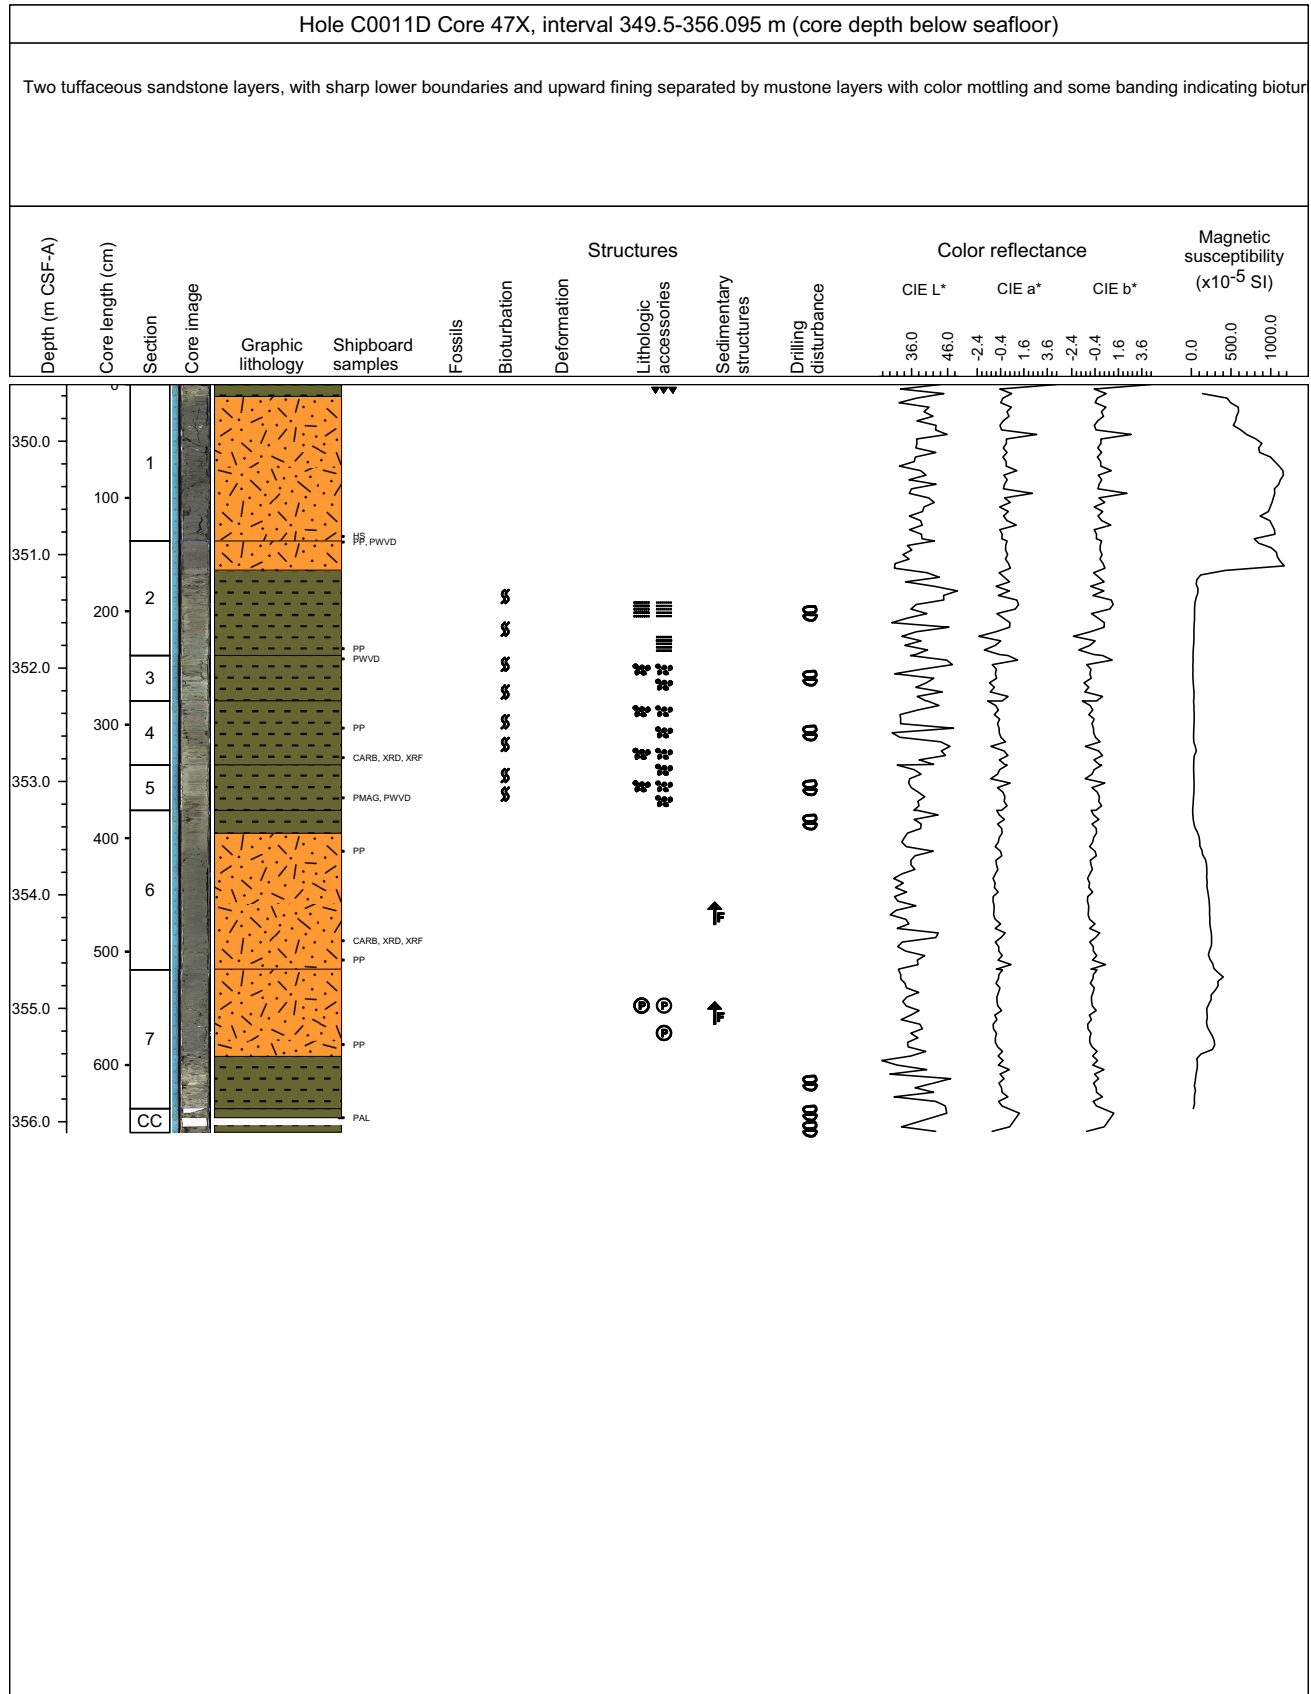 Hole C0011D Core 47X, interval 349.5-356.095 m (core depth below seafloor)
Two tuffaceous sandstone layers, with sharp lower boundaries and upward fining separated by mustone layers with color mottling and some banding indicating biotur
Depth (m CSF-A)
Core length (cm)
Section
Core image
Graphic
lithology
Shipboard
samples
Fossils
Bioturbation
Deformation
Structures
Lithologic
accessories
Sedimentary
structures
Drilling
disturbance
Color reflectance
CIE L*
36.0
46.0
CIE a*
-2.4
-0.4
1.6
3.6
CIE b*
-2.4
-0.4
1.6
3.6
Magnetic
susceptibility
(x10-5 SI)
0.0
500.0
1000.0
0
350.0
1
100
HS
PP, PWVD
351.0
2
200
PP
PWVD
352.0
3
300
4
PP
CARB, XRD, XRF
353.0
5
PMAG, PWVD
400
PP
6
354.0
F
CARB, XRD, XRF
500
PP
355.0
P
P
F
7
P
PP
600
356.0
CC
PAL